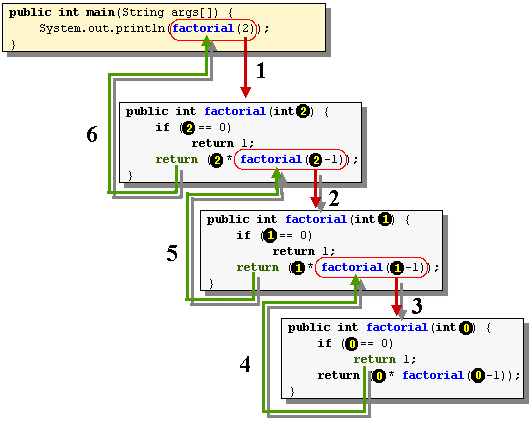 public int main(String args[]) {
System.out.println(factorial(2));
}
1
public int factorial(int 2) {
if (2 == 0)
return 1;
return (2 * factorial(2-1));
}
6
2
public int factorial(int 1) {
if (1 == 0)
return 1;
return (1 * factorial(1-1));
}
5
3
public int factorial(int 0) {
if (0 == 0)
return 1;
return (0 * factorial(0-1));
}
4